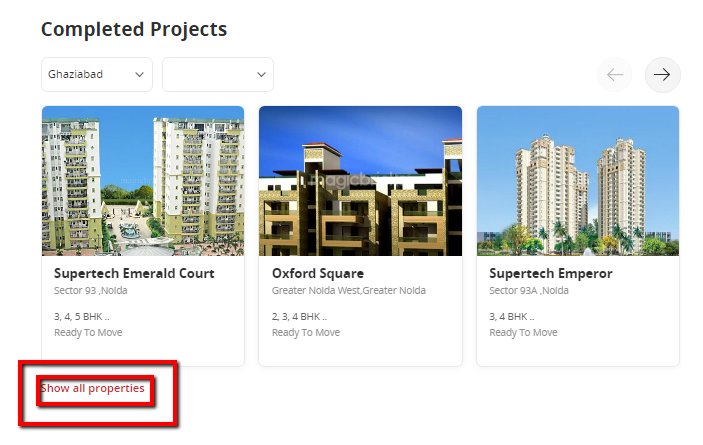 Completed Projects
Ghaziabad
Supertech Emerald Court
Sector 93 ,Noida
3, 4, 5 BHK ..
Ready To Move
Oxford Square
Greater Noida West,Greater Noida
2, 3, 4 BHK ..
Ready To Move
Supertech Emperor
Sector 93A ,Noida
3, 4 BHK ..
Ready To Move
Show all properties